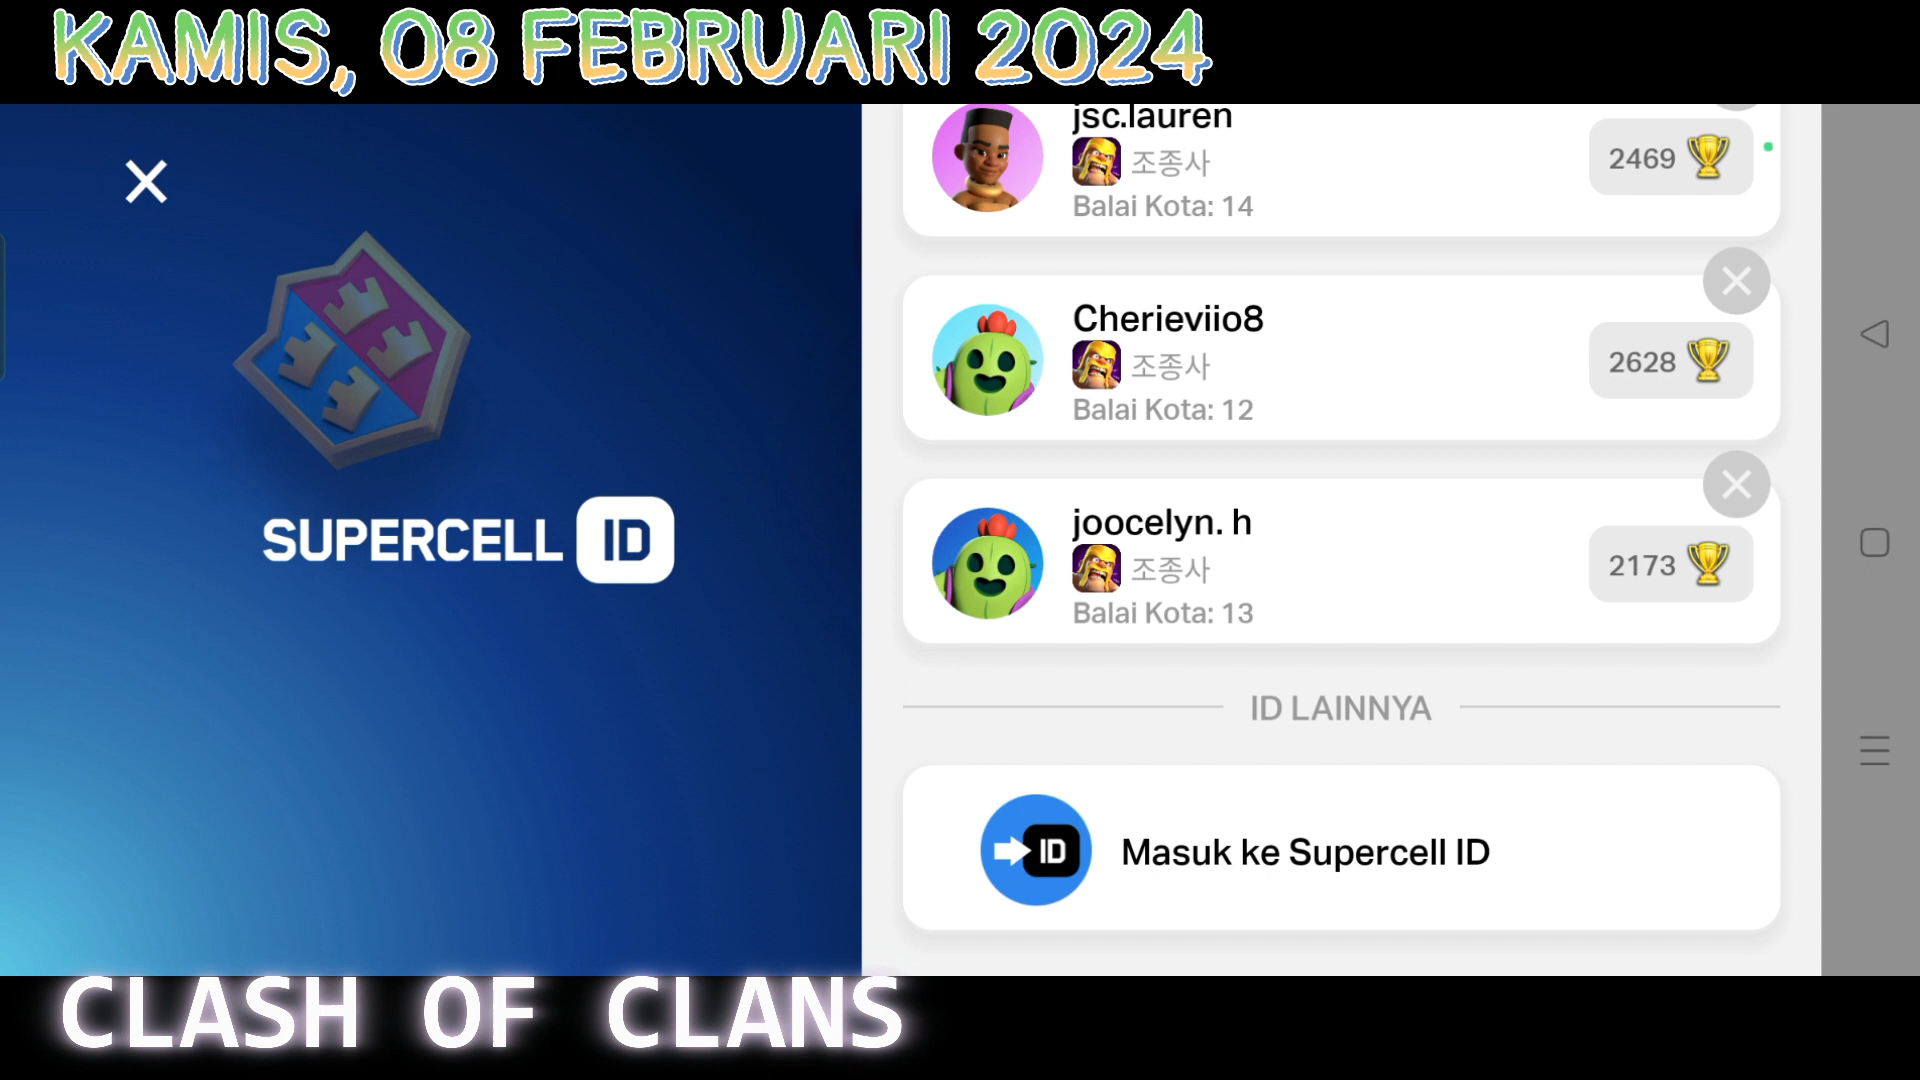 KAMIS, 08 FEBRUARI 2024
SUPERCELL ID
jsc.lauren
조종사
Balai Kota: 14
2469
Cherieviio8
조종사
Balai Kota: 12
2628
joocelyn. h
조종사
Balai Kota: 13
2173
ID LAINNYA
ID
Masuk ke Supercell ID
CLASH OF CLANS